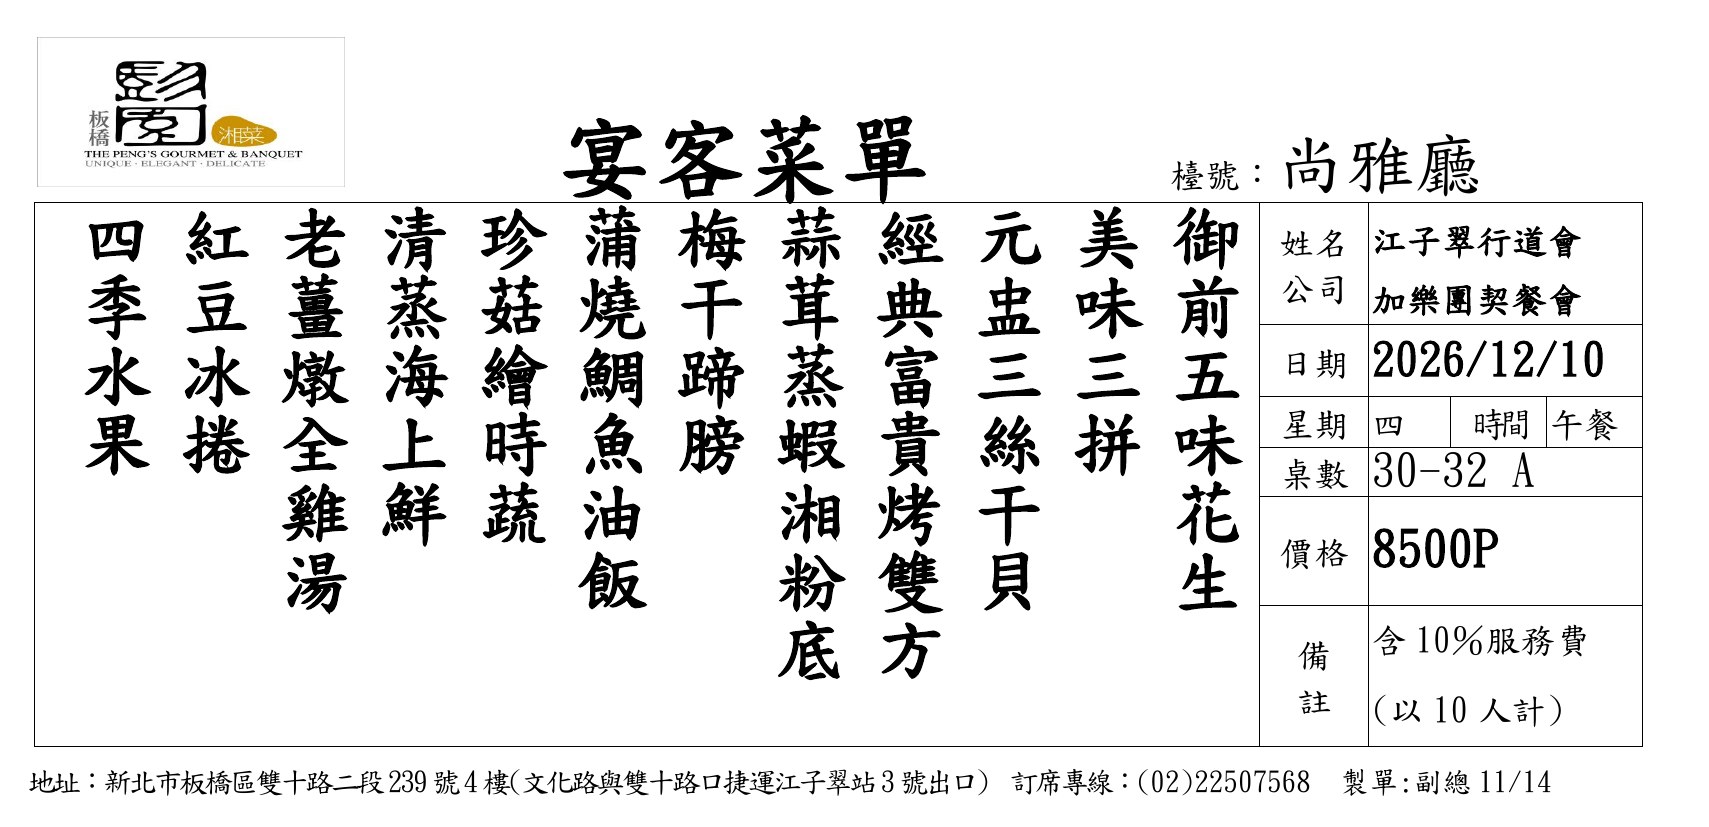 彭園
板橋
湘菜
THE PENG'S GOURMET & BANQUET
UNIQUE · ELEGANT · DELICATE
宴客菜單
檯號：尚雅廳
御前五味花生
美味三拼
元盅三絲干貝
經典富貴烤雙方
蒜茸蒸蝦湘粉底
梅干蹄膀
蒲燒鯛魚油飯
珍菇繪時蔬
清蒸海上鮮
老薑燉全雞湯
紅豆冰捲
四季水果
姓名公司 江子翠行道會
加樂團契餐會
日期 2026/12/10
星期 四 時間 午餐
桌數 30-32 A
價格 8500P
備註 含 10%服務費
(以 10 人計)
地址：新北市板橋區雙十路二段 239 號 4 樓(文化路與雙十路口捷運江子翠站 3 號出口) 訂席專線：(02)22507568 製單:副總 11/14